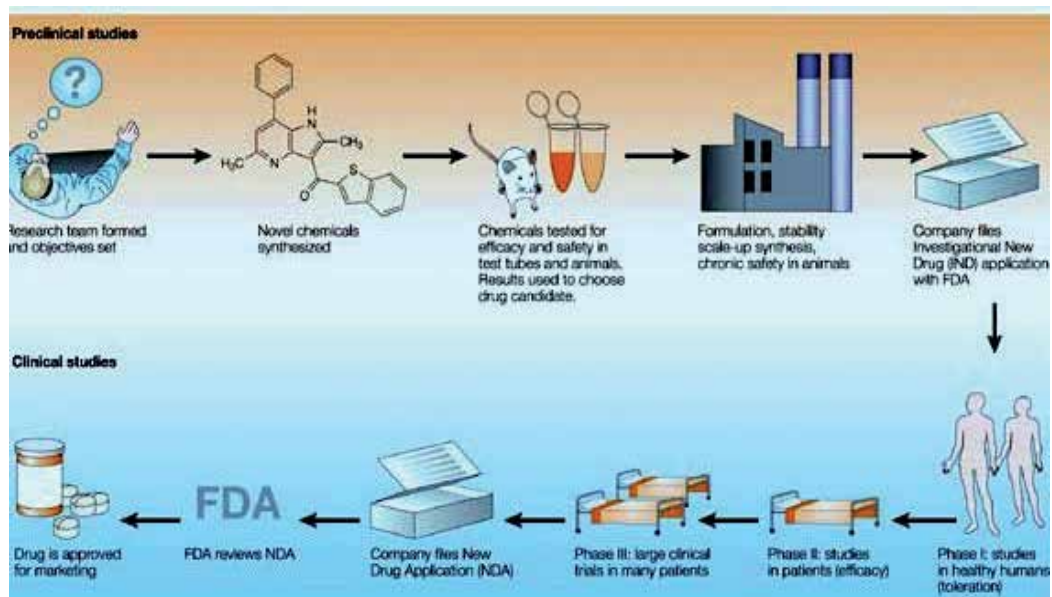 Preclinical studies
?
H
N
CH₃
H₃C
N
S
O
Research team formed
and objectives set
Novel chemicals
synthesized
Chemicals tested for
efficacy and safety in
test tubes and animals.
Results used to choose
drug candidate.
Formulation, stability
scale-up synthesis,
chronic safety in animals
Company files
Investigational New
Drug (IND) application
with FDA
Clinical studies
Drug is approved
for marketing
FDA
FDA reviews NDA
Company files New
Drug Application (NDA)
Phase III: large clinical
trials in many patients
Phase II: studies
in patients (efficacy)
Phase I: studies
in healthy humans
(toleration)